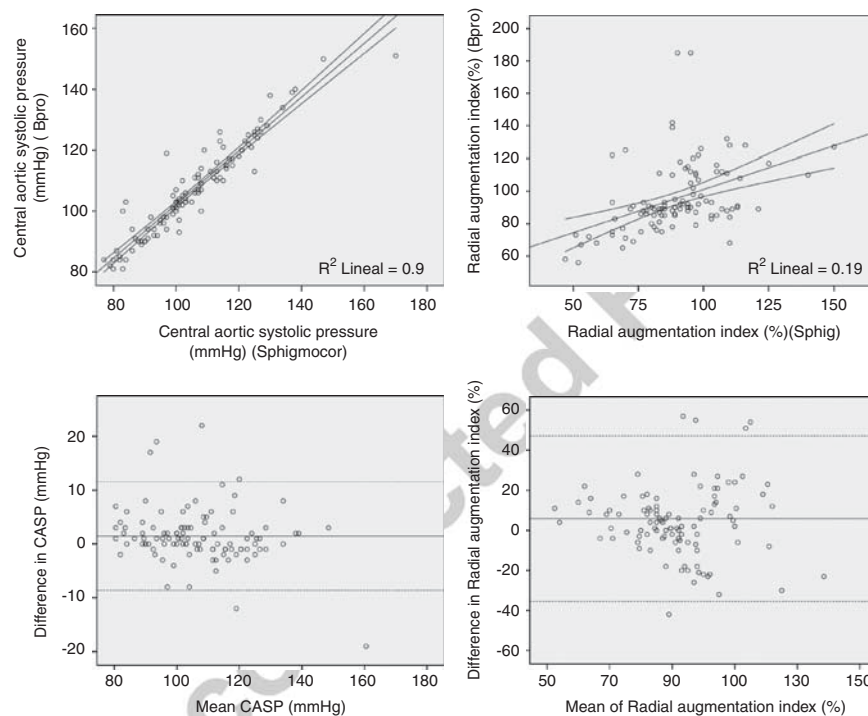 Central aortic systolic pressure
(mmHg) ( Bpro)
160
140
120
100
80
R2 Lineal = 0.9
80 100 120 140 160 180
Central aortic systolic pressure
(mmHg) (Sphigmocor)
Radial augmentation index(%) (Bpro)
200
180
160
140
120
100
80
60
R2 Lineal = 0.19
50 75 100 125 150
Radial augmentation index (%)(Sphig)
Difference in CASP (mmHg)
20
10
0
-10
-20
80 100 120 140 160 180
Mean CASP (mmHg)
Difference in Radial augmentation index (%)
60
40
20
0
-20
-40
-60
50 70 90 100 130 150
Mean of Radial augmentation index (%)